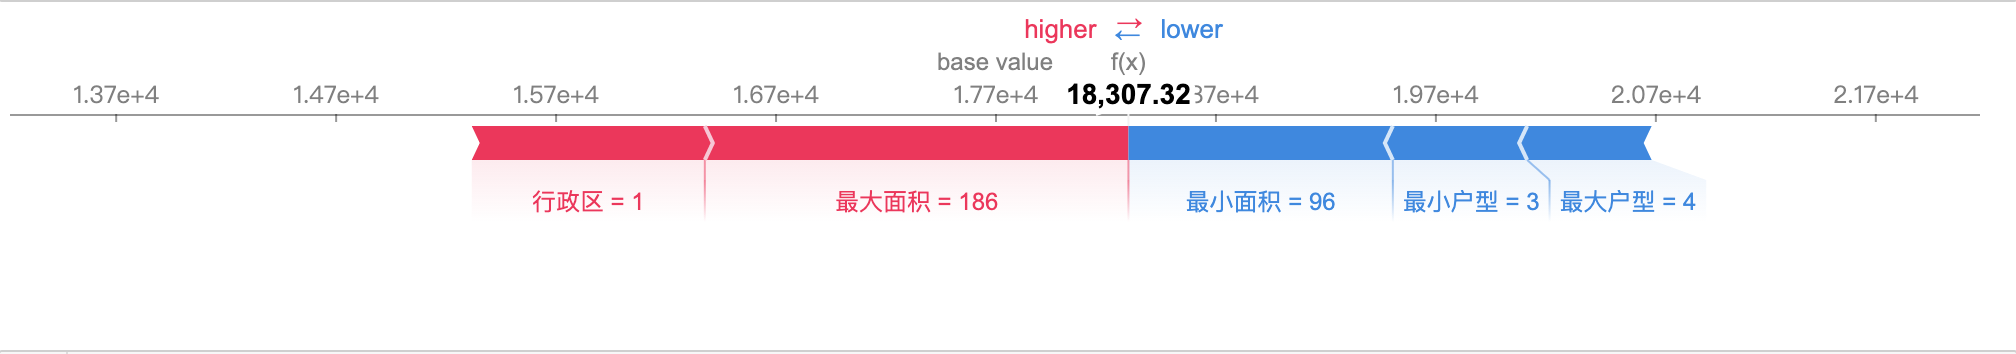 higher ⇄ lower
base value f(x)
1.37e+4 1.47e+4 1.57e+4 1.67e+4 1.77e+4 18,307.32 37e+4 1.97e+4 2.07e+4 2.17e+4
行政区 = 1 最大面积 = 186 最小面积 = 96 最小户型 = 3 最大户型 = 4